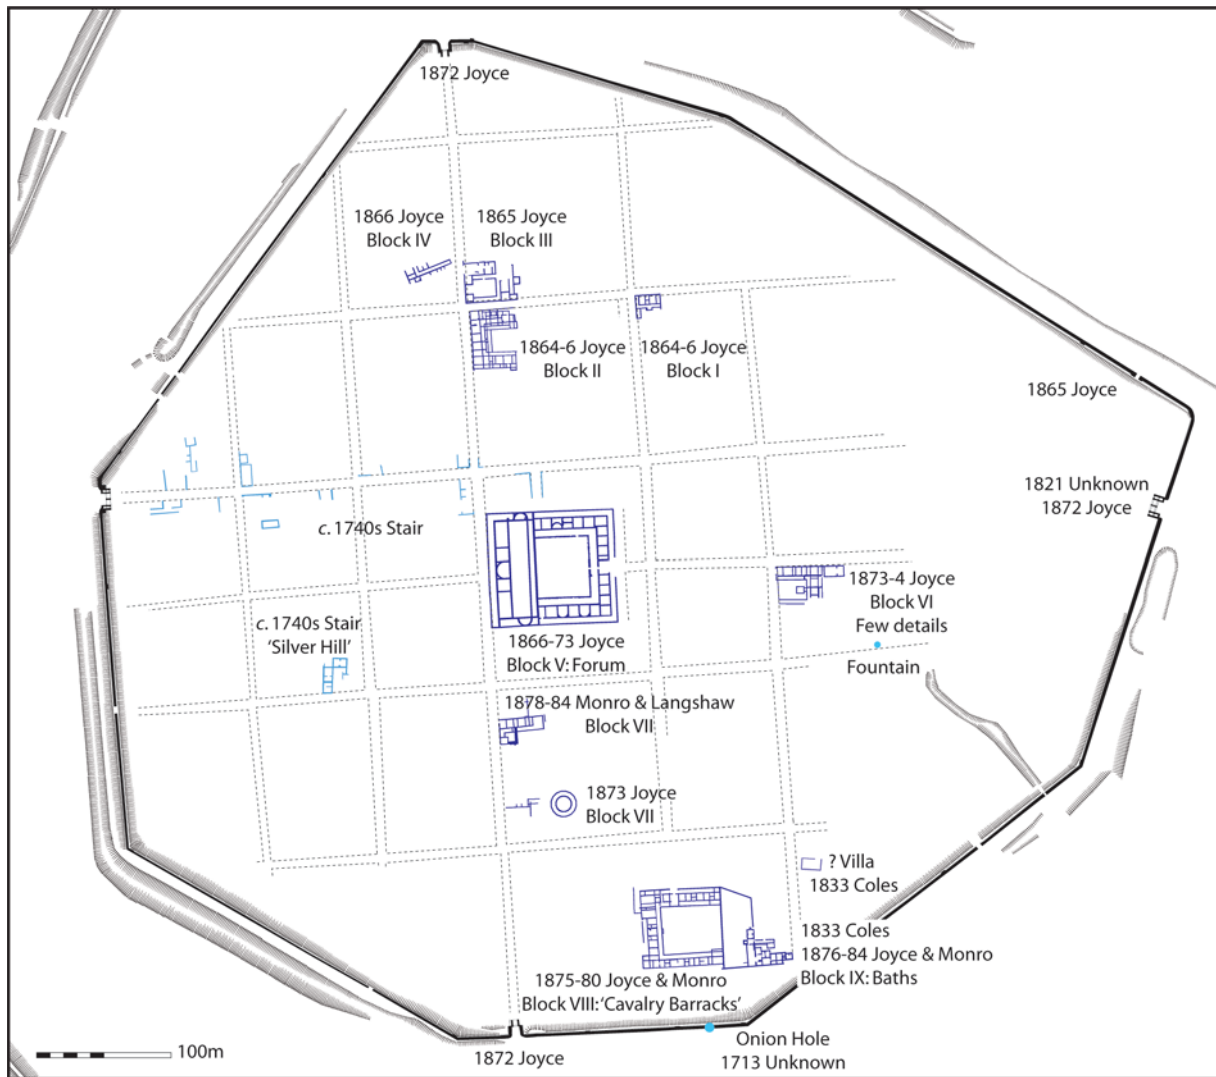 1872 Joyce
1866 Joyce
Block IV
1865 Joyce
Block III
1864-6 Joyce
Block II
1864-6 Joyce
Block I
1865 Joyce
1821 Unknown
1872 Joyce
c. 1740s Stair
1873-4 Joyce
Block VI
Few details
Fountain
c. 1740s Stair
'Silver Hill'
1866-73 Joyce
Block V: Forum
1878-84 Monro & Langshaw
Block VII
1873 Joyce
Block VII
? Villa
1833 Coles
1833 Coles
1876-84 Joyce & Monro
Block IX: Baths
1875-80 Joyce & Monro
Block VIII: 'Cavalry Barracks'
Onion Hole
1713 Unknown
1872 Joyce
100m